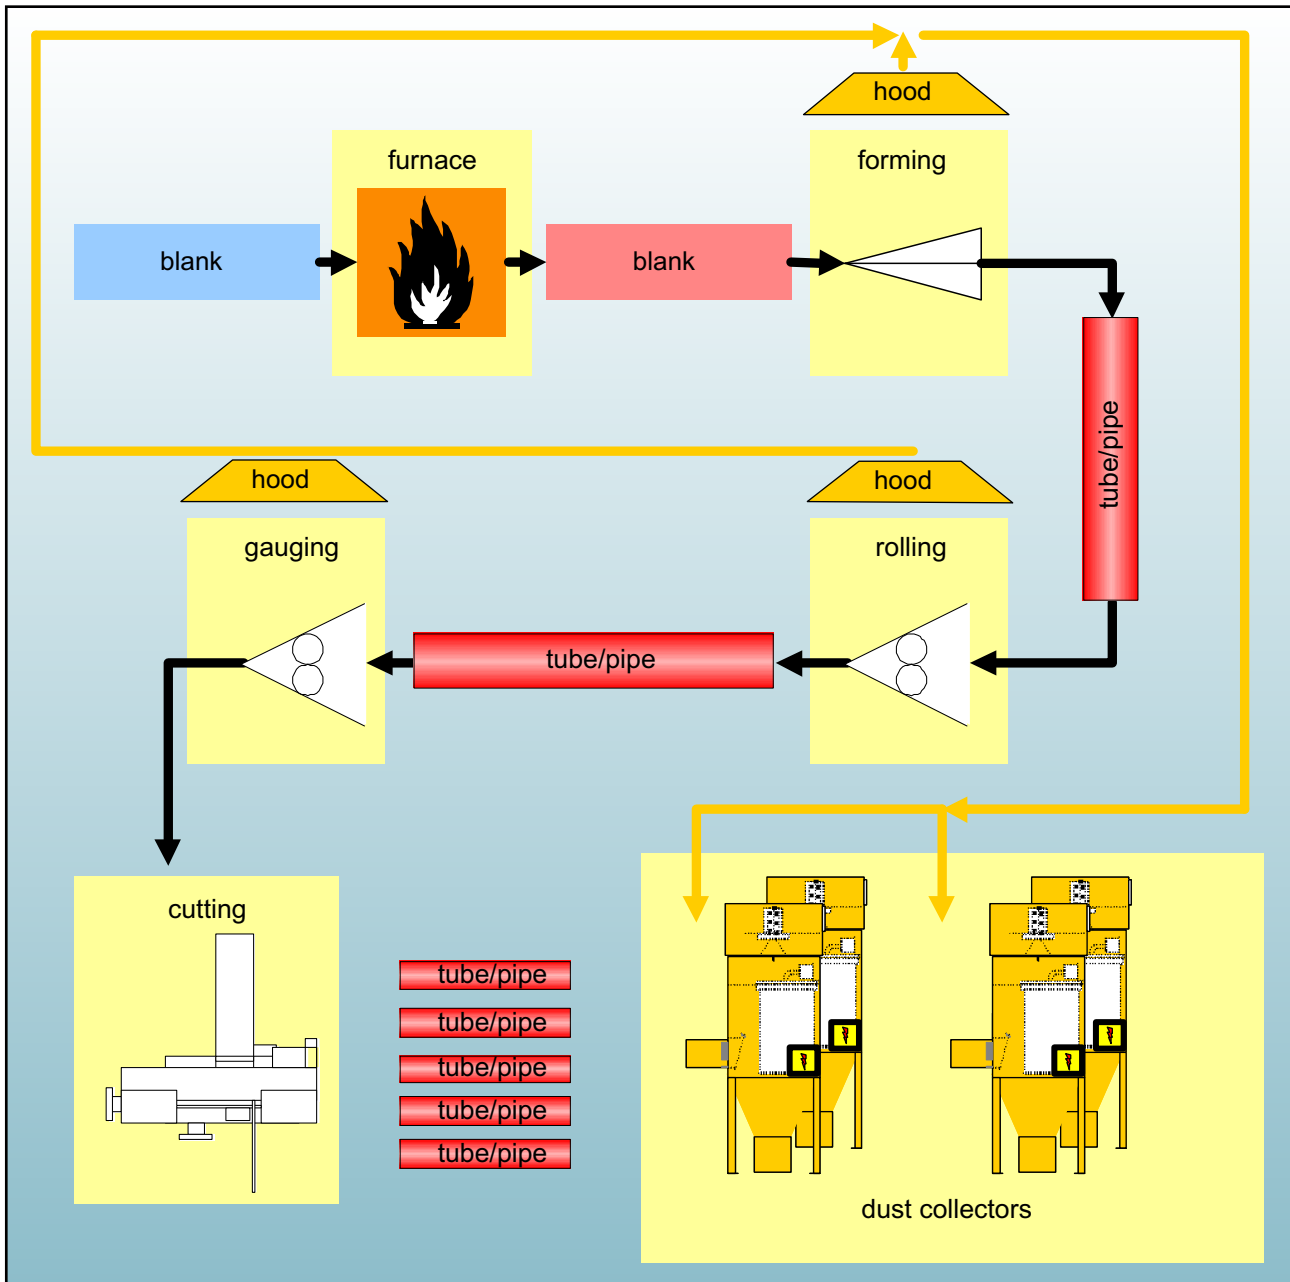 hood
furnace
forming
blank
blank
tube/pipe
hood
hood
gauging
rolling
tube/pipe
cutting
tube/pipe
tube/pipe
tube/pipe
tube/pipe
tube/pipe
dust collectors